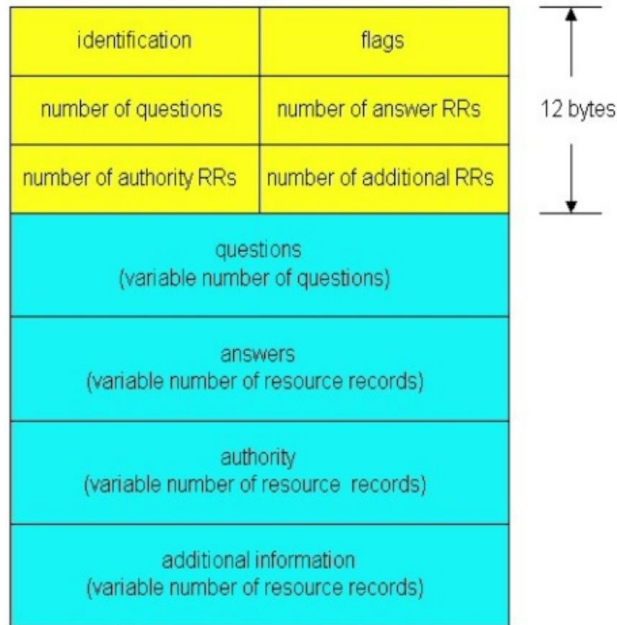 identification
flags
number of questions
number of answer RRs
12 bytes
number of authority RRs
number of additional RRs
questions
(variable number of questions)
answers
(variable number of resource records)
authority
(variable number of resource records)
additional information
(variable number of resource records)